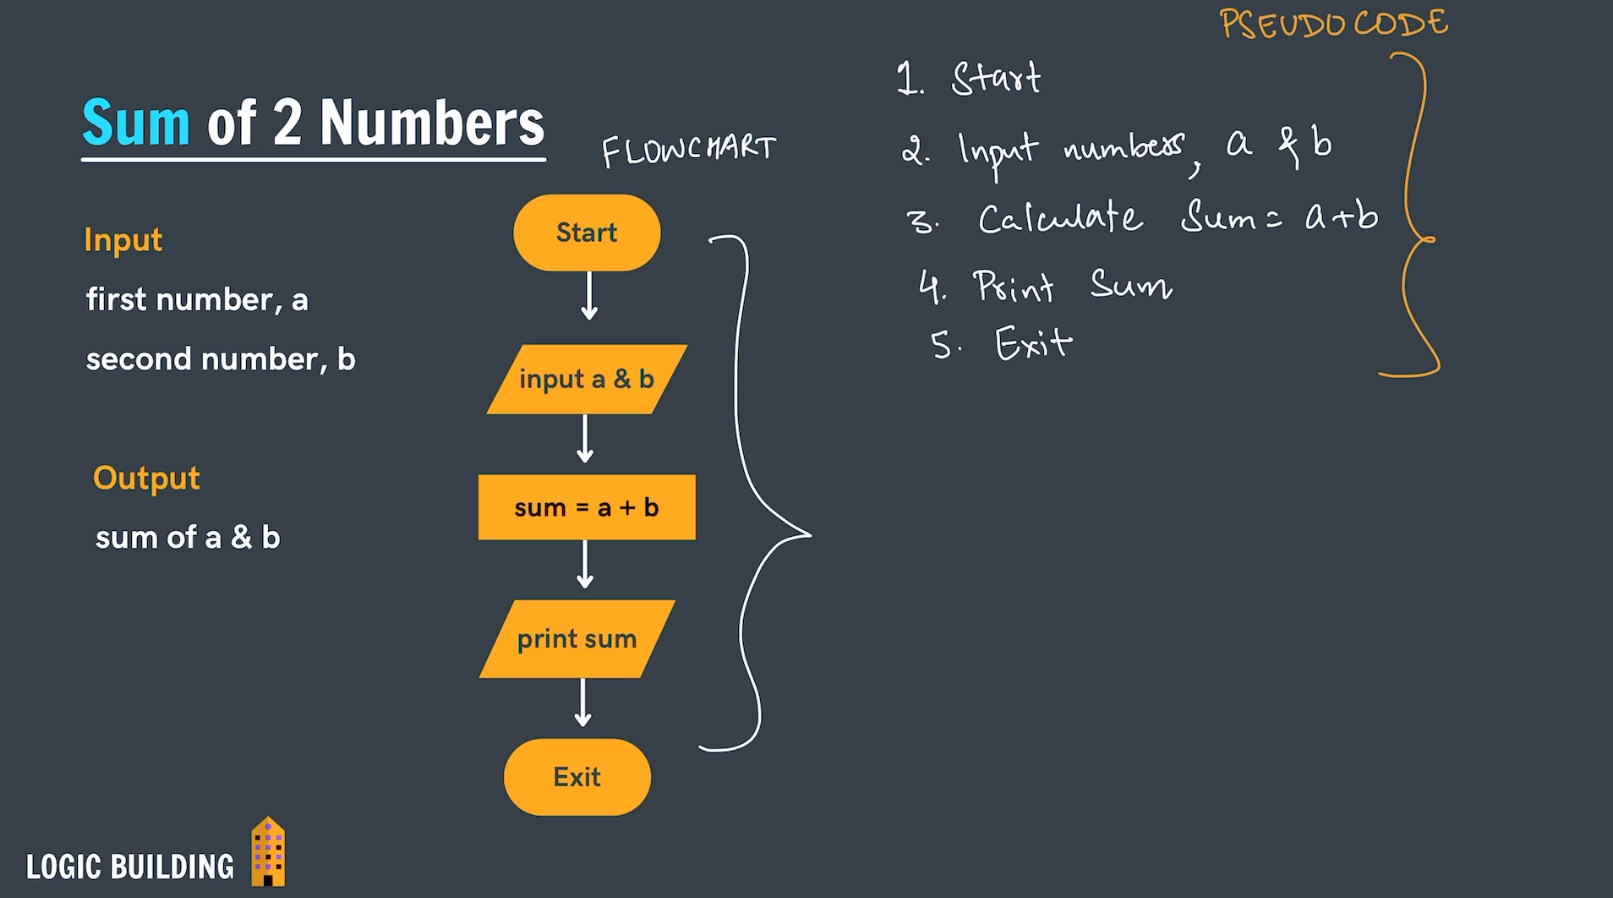 Sum of 2 Numbers
Input
first number, a
second number, b
Output
sum of a & b
FLOWCHART
Start
input a & b
sum = a + b
print sum
Exit
PSEUDO CODE
1. Start
2. Input numbers, a & b
3. Calculate Sum = a+b
4. Print Sum
5. Exit
LOGIC BUILDING